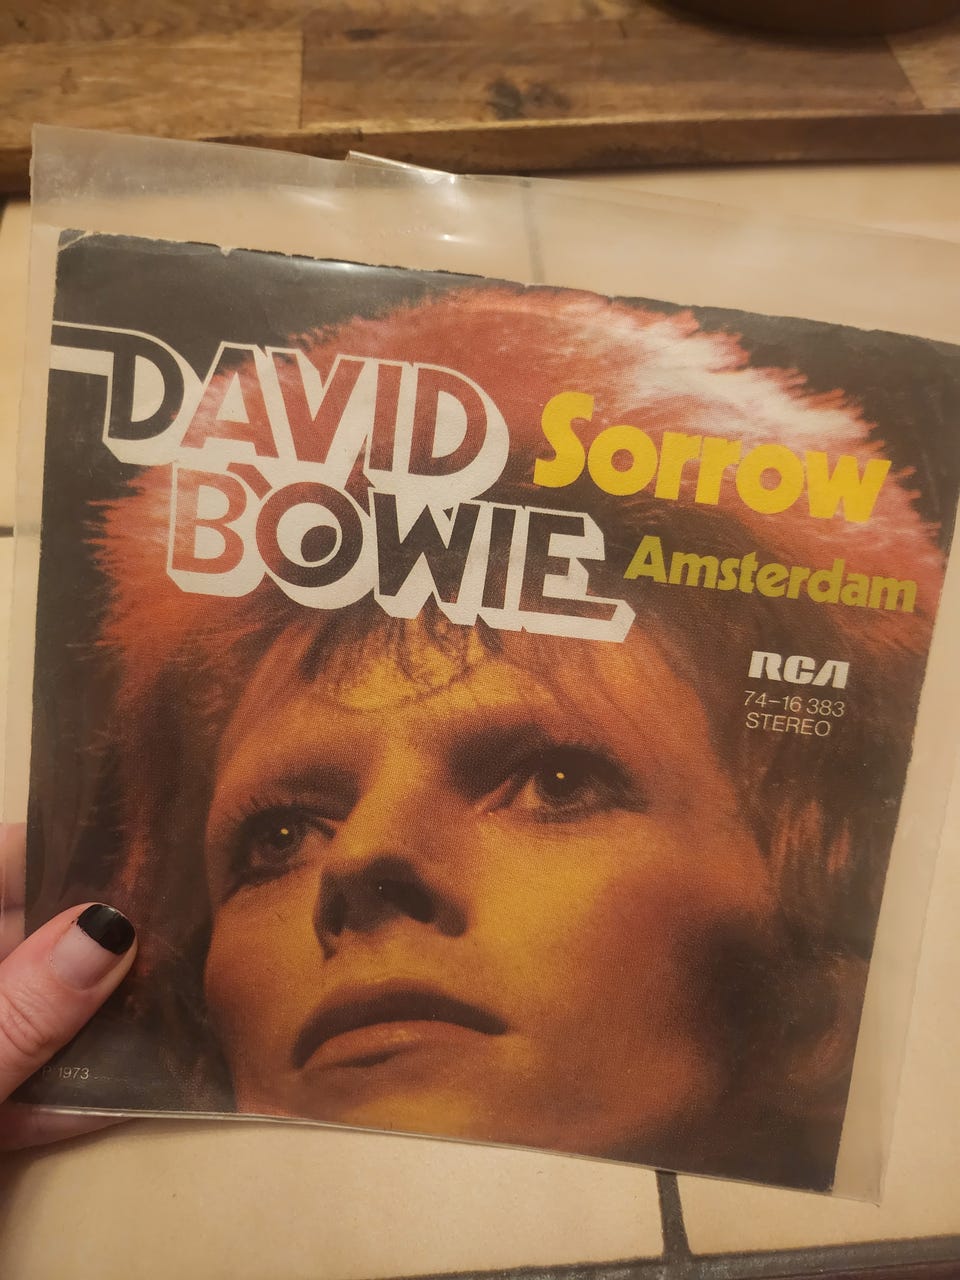 DAVID
BOWIE
Sorrow
Amsterdam
RCA
74-16 383
STEREO
P 1973